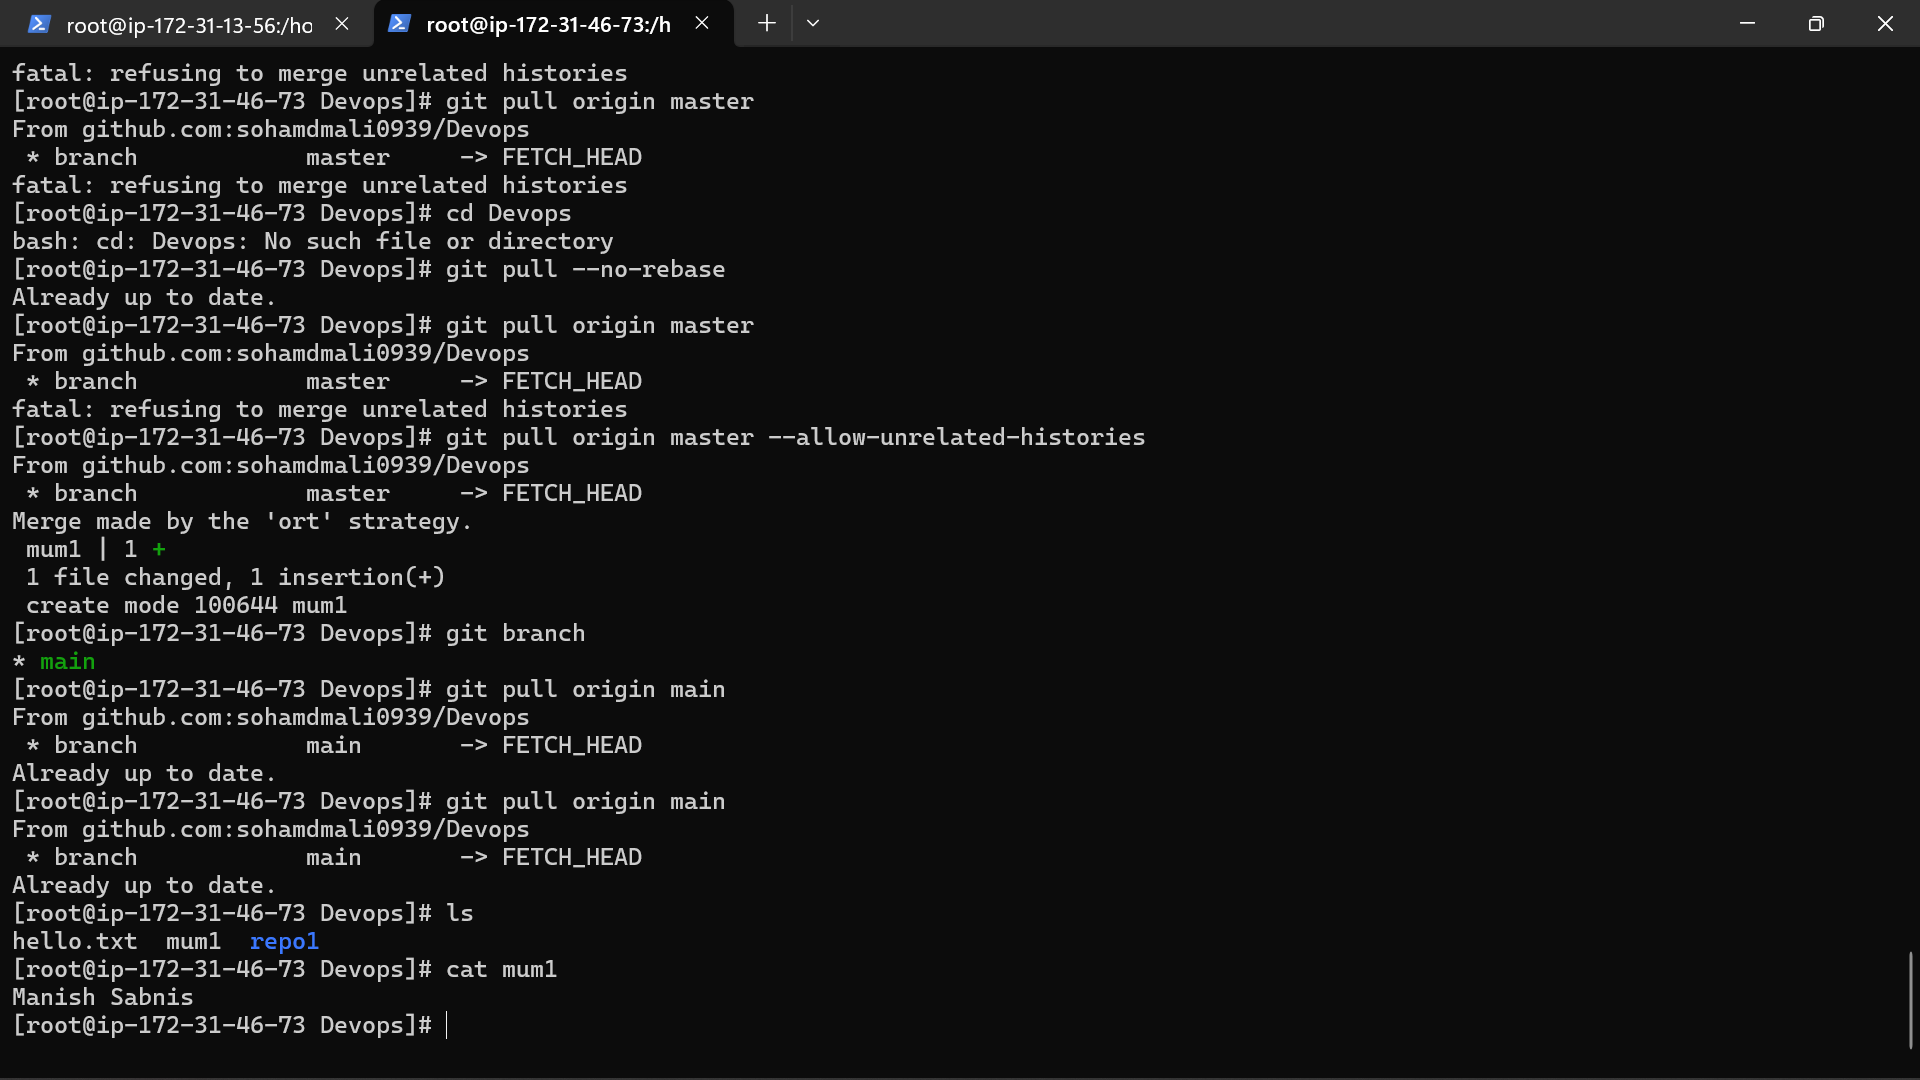 root@ip-172-31-13-56:/ho
root@ip-172-31-46-73:/h
fatal: refusing to merge unrelated histories
[root@ip-172-31-46-73 Devops]# git pull origin master
From github.com:sohamdmali0939/Devops
 * branch            master     -> FETCH_HEAD
fatal: refusing to merge unrelated histories
[root@ip-172-31-46-73 Devops]# cd Devops
bash: cd: Devops: No such file or directory
[root@ip-172-31-46-73 Devops]# git pull --no-rebase
Already up to date.
[root@ip-172-31-46-73 Devops]# git pull origin master
From github.com:sohamdmali0939/Devops
 * branch            master     -> FETCH_HEAD
fatal: refusing to merge unrelated histories
[root@ip-172-31-46-73 Devops]# git pull origin master --allow-unrelated-histories
From github.com:sohamdmali0939/Devops
 * branch            master     -> FETCH_HEAD
Merge made by the 'ort' strategy.
 mum1 | 1 +
 1 file changed, 1 insertion(+)
 create mode 100644 mum1
[root@ip-172-31-46-73 Devops]# git branch
* main
[root@ip-172-31-46-73 Devops]# git pull origin main
From github.com:sohamdmali0939/Devops
 * branch            main       -> FETCH_HEAD
Already up to date.
[root@ip-172-31-46-73 Devops]# git pull origin main
From github.com:sohamdmali0939/Devops
 * branch            main       -> FETCH_HEAD
Already up to date.
[root@ip-172-31-46-73 Devops]# ls
hello.txt  mum1  repo1
[root@ip-172-31-46-73 Devops]# cat mum1
Manish Sabnis
[root@ip-172-31-46-73 Devops]#